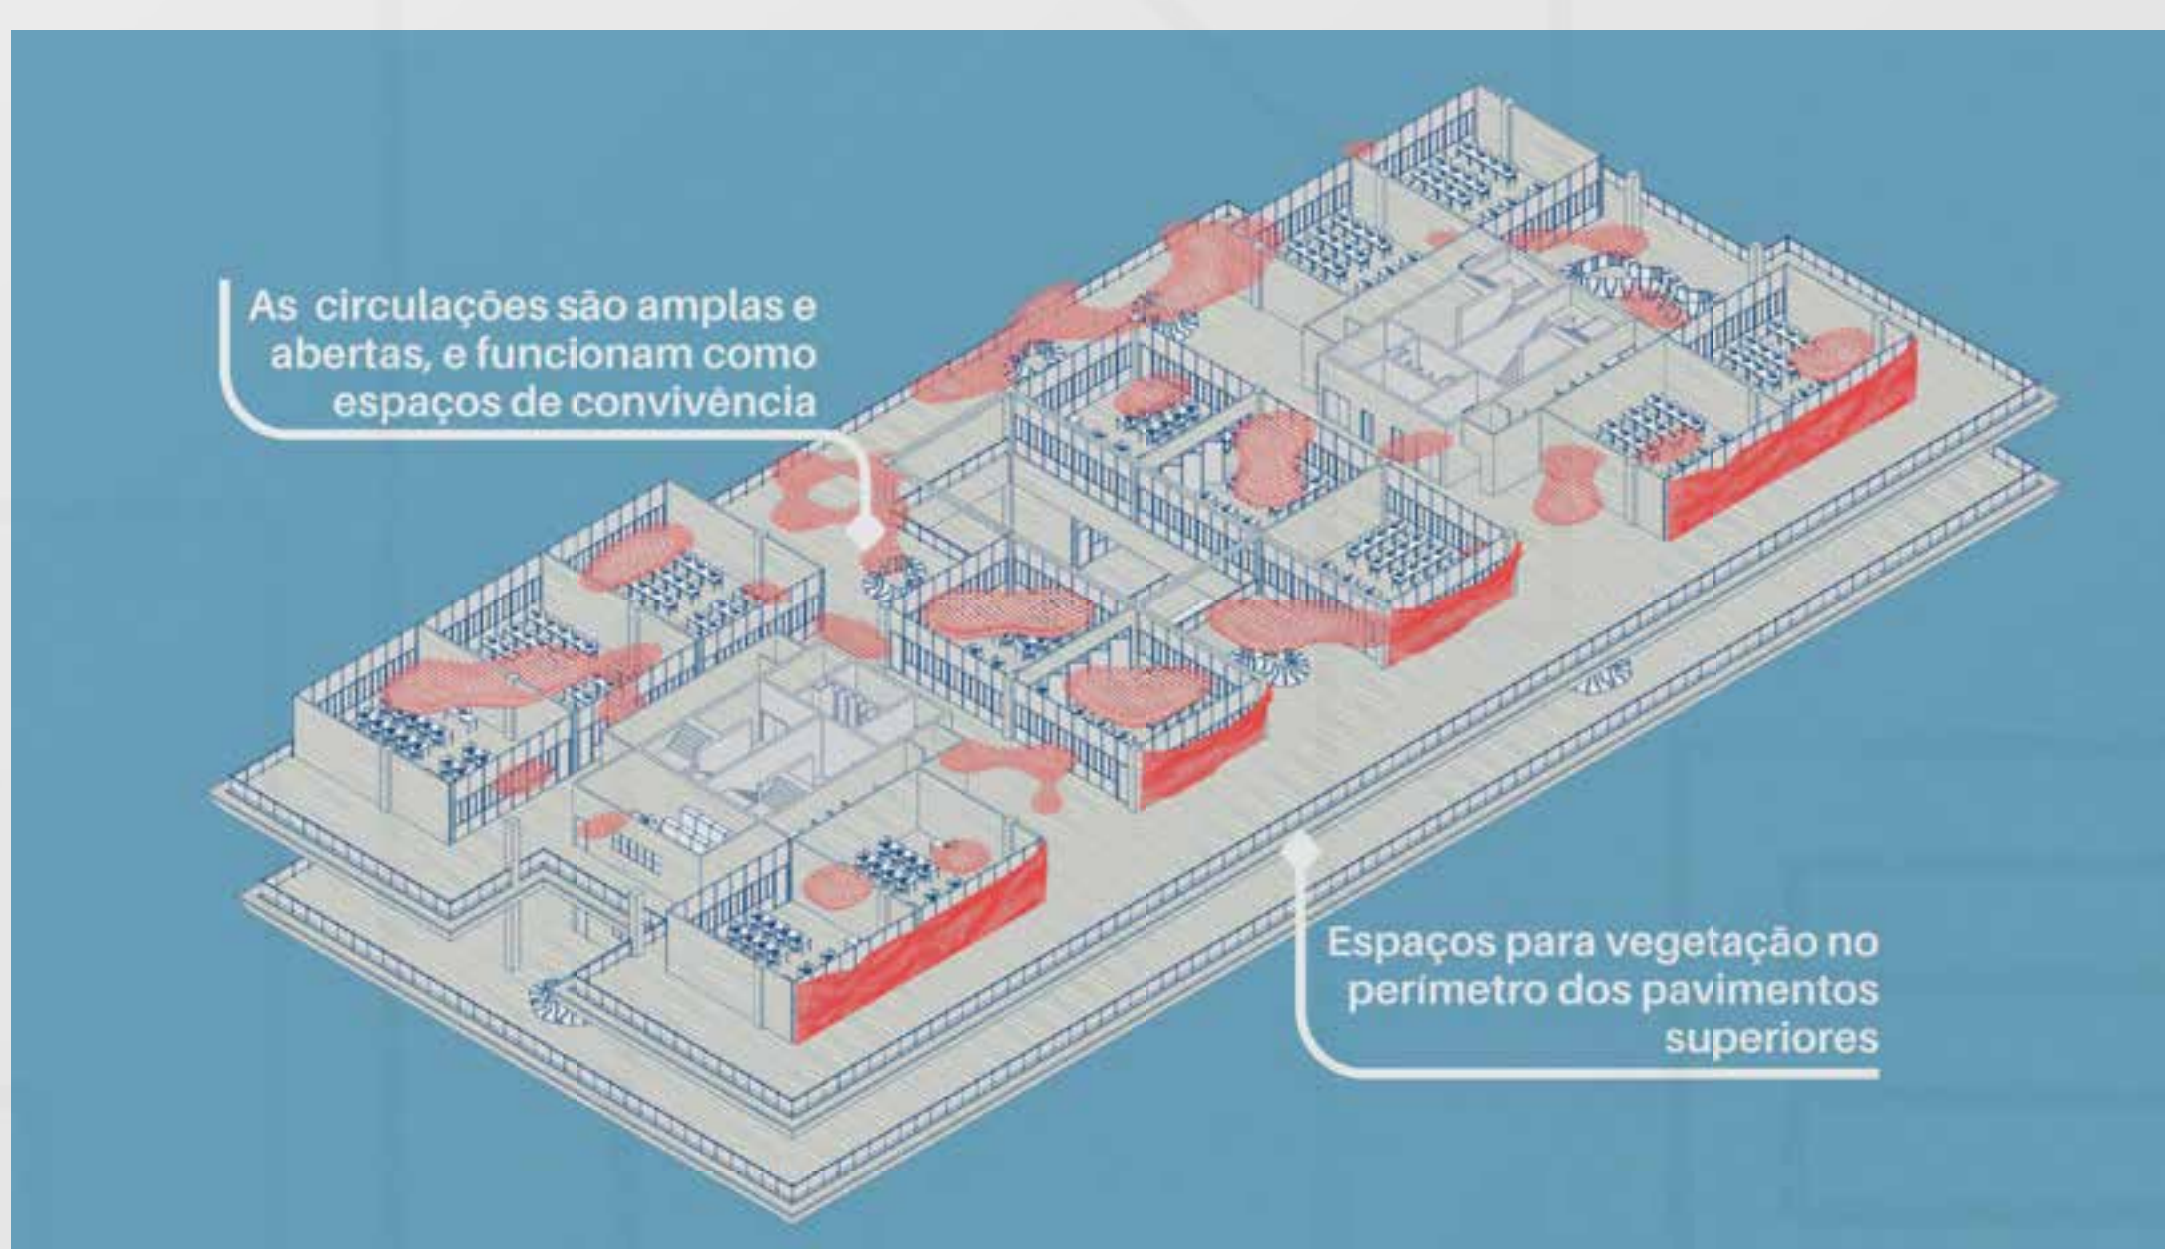 As circulações são amplas e
abertas, e funcionam como
espaços de convivência
Espaços para vegetação no
perímetro dos pavimentos
superiores